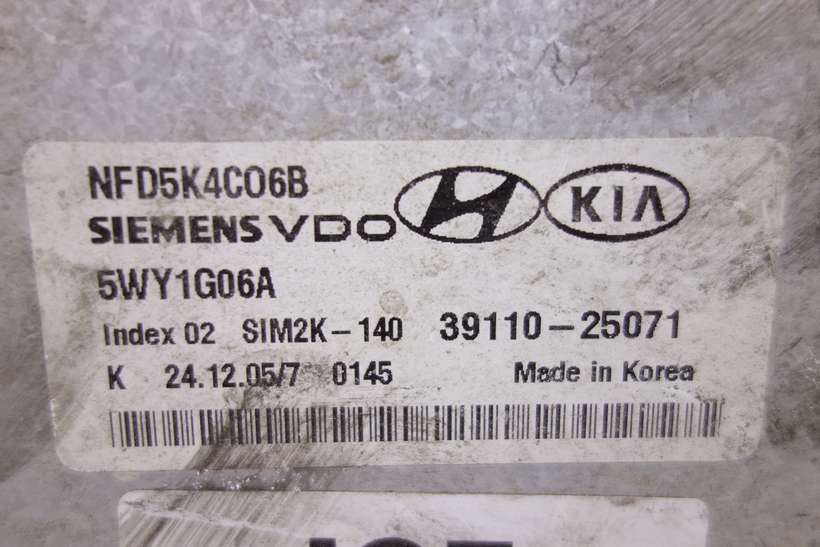 NFD5K4C06B
SIEMENS VDO KIA
5WY1G06A
Index 02 SIM2K-140 39110-25071
K 24.12.05/7 0145 Made in Korea